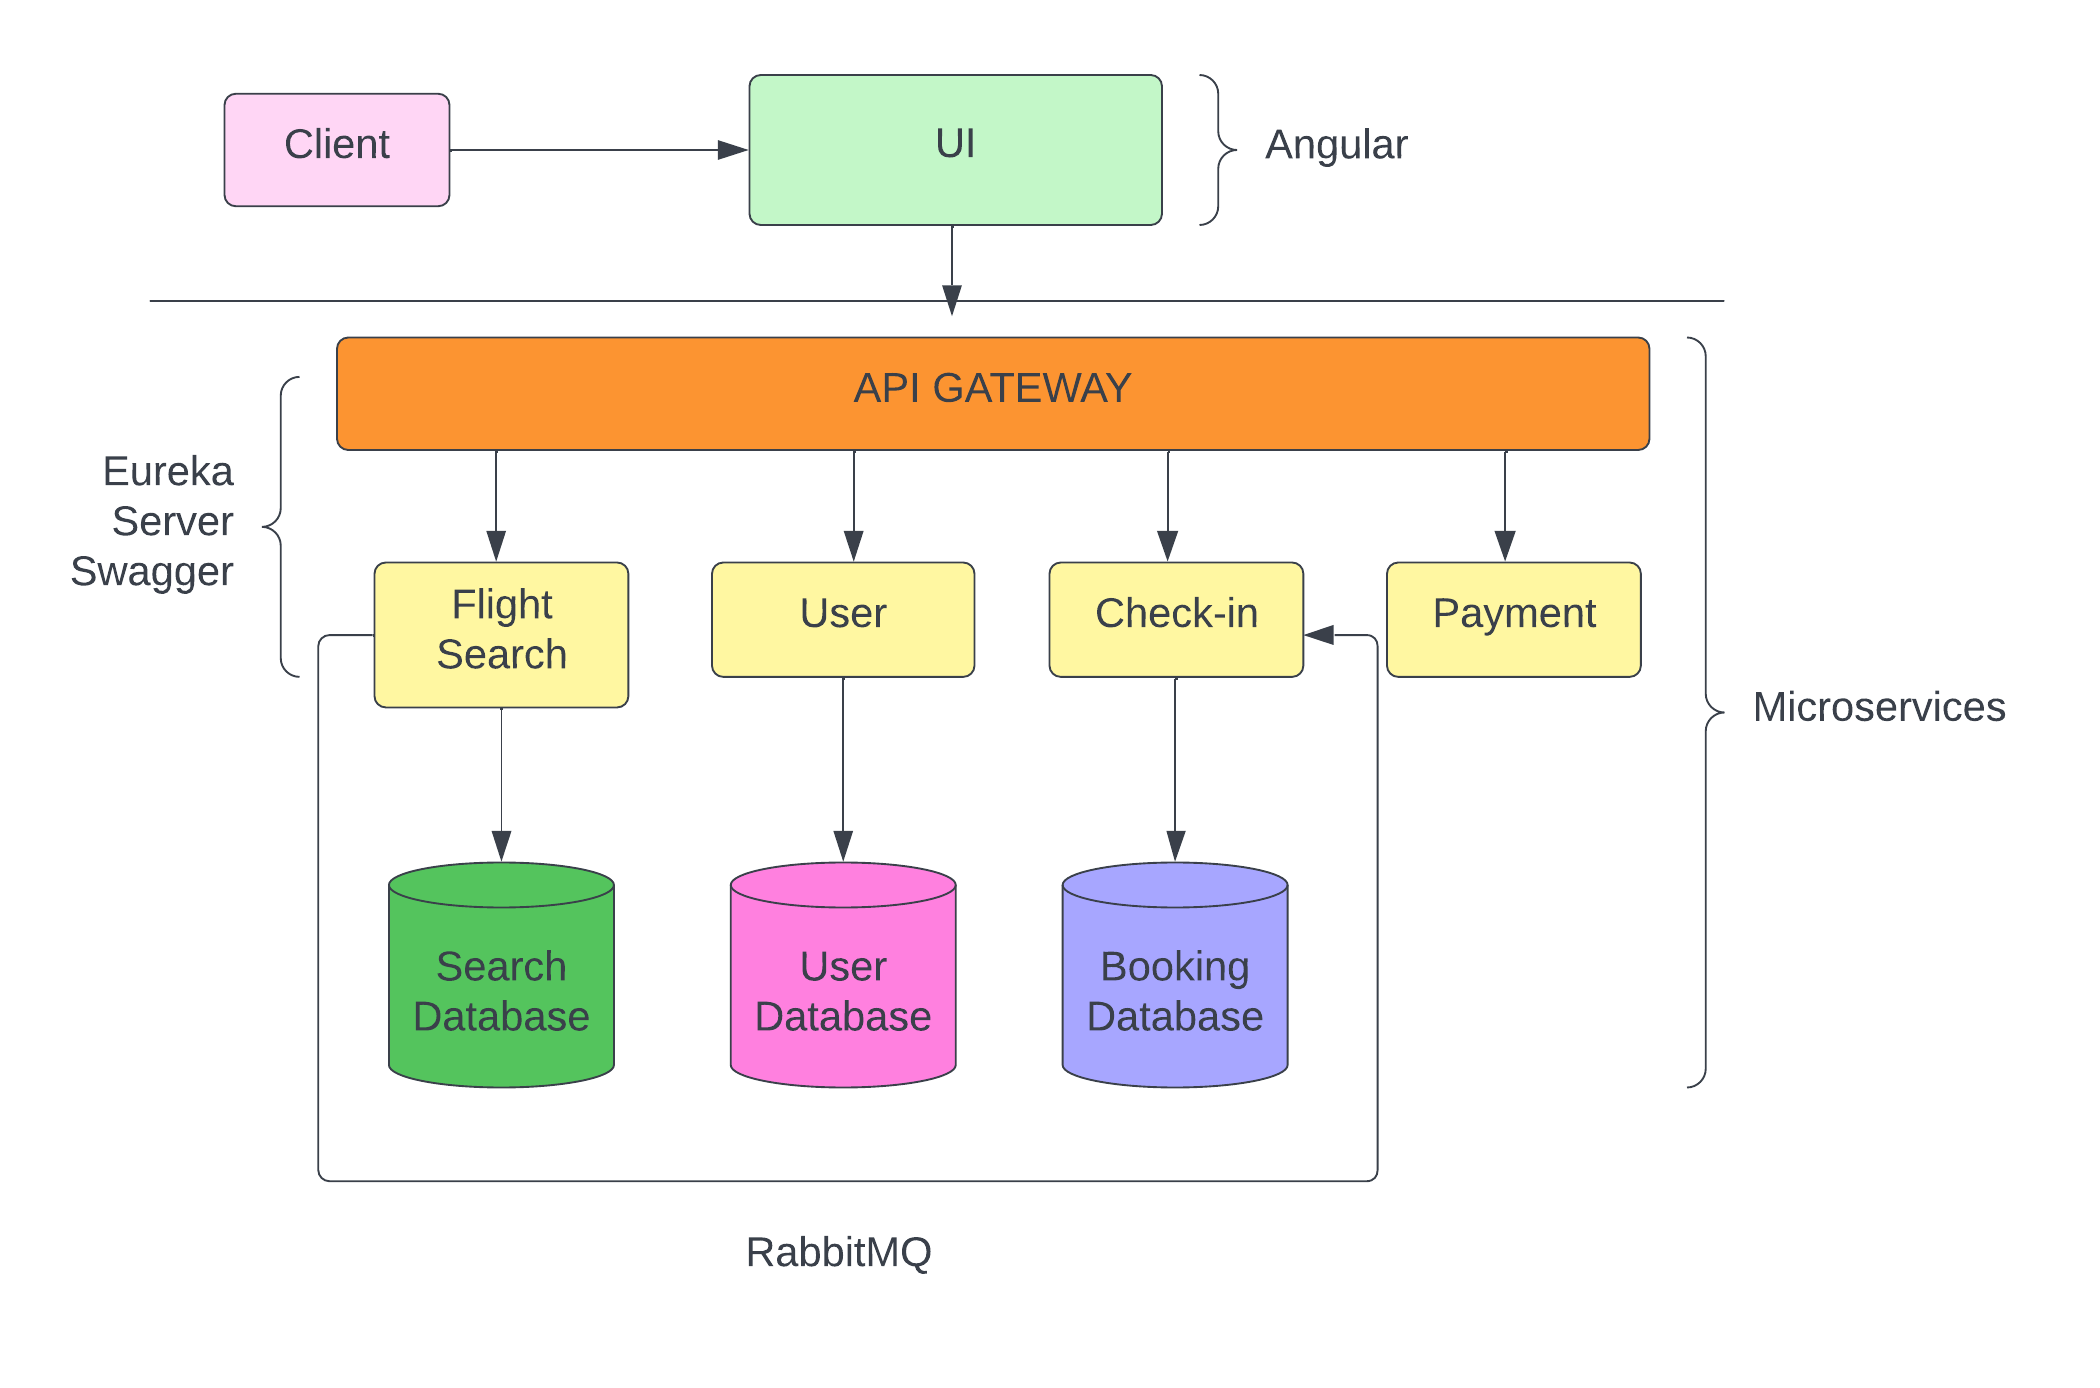 Client
UI
Angular
API GATEWAY
Eureka
Server
Swagger
Flight
Search
User
Check-in
Payment
Microservices
Search
Database
User
Database
Booking
Database
RabbitMQ